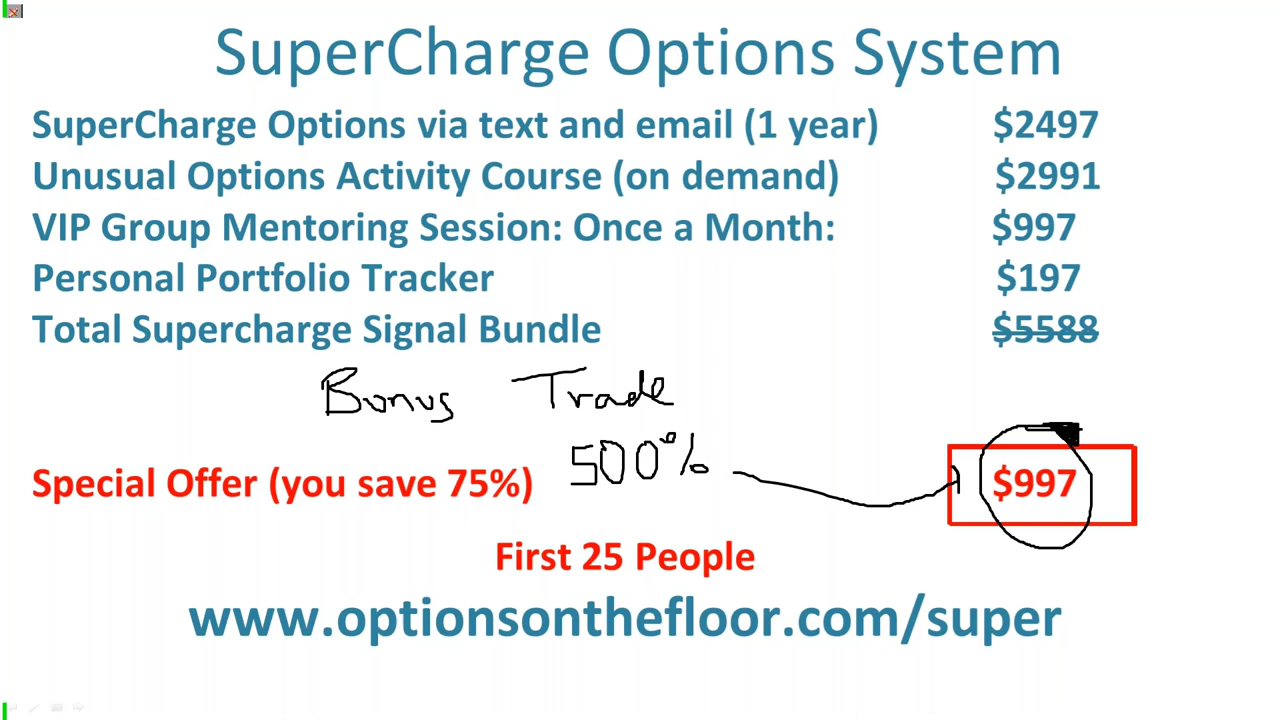 SuperCharge Options System
SuperCharge Options via text and email (1 year) $2497
Unusual Options Activity Course (on demand) $2991
VIP Group Mentoring Session: Once a Month: $997
Personal Portfolio Tracker $197
Total Supercharge Signal Bundle $5588
Bonus Trade
500%
Special Offer (you save 75%) $997
First 25 People
www.optionsonthefloor.com/super